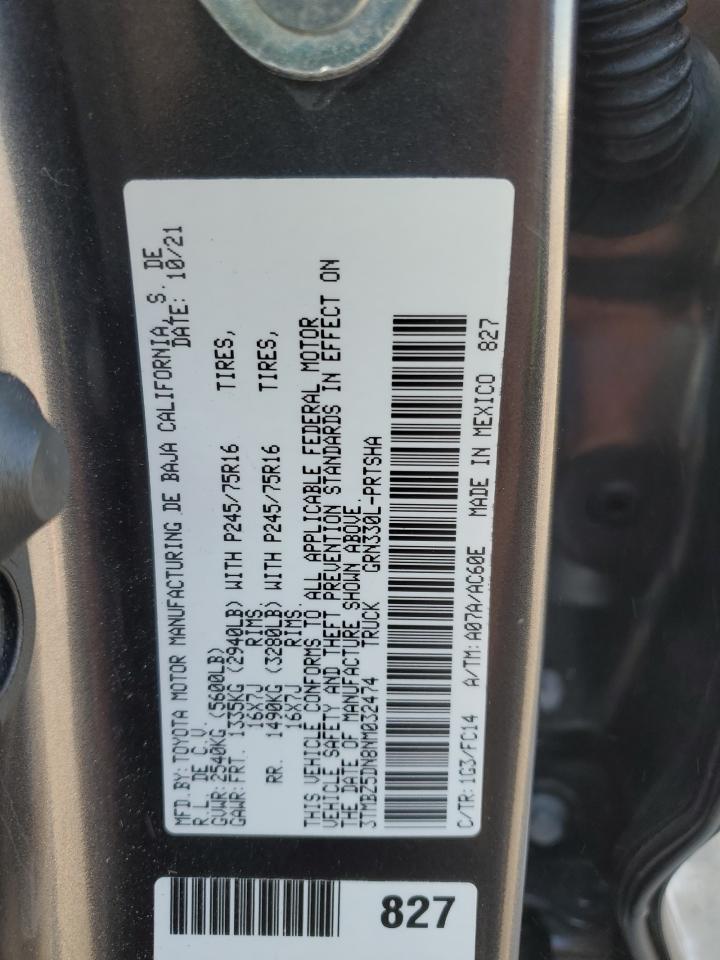 MFD.BY:TOYOTA MOTOR MANUFACTURING DE BAJA CALIFORNIA, S. DE
R.L. DE C.V. DATE: 10/21
GVWR:2540KG (5600LB)
GAWR:FRT. 1335KG (2940LB) WITH P245/75R16 TIRES,
16X7J RIMS.
RR. 1490KG (3280LB) WITH P245/75R16 TIRES,
16X7J RIMS.
THIS VEHICLE CONFORMS TO ALL APPLICABLE FEDERAL MOTOR
VEHICLE SAFETY AND THEFT PREVENTION STANDARDS IN EFFECT ON
THE DATE OF MANUFACTURE SHOWN ABOVE.
3TMBZ5DN8NM032474 TRUCK GRN330L-PRTSHA
C/TR:1G3/FC14 A/TM:A07A/AC60E MADE IN MEXICO 827
827